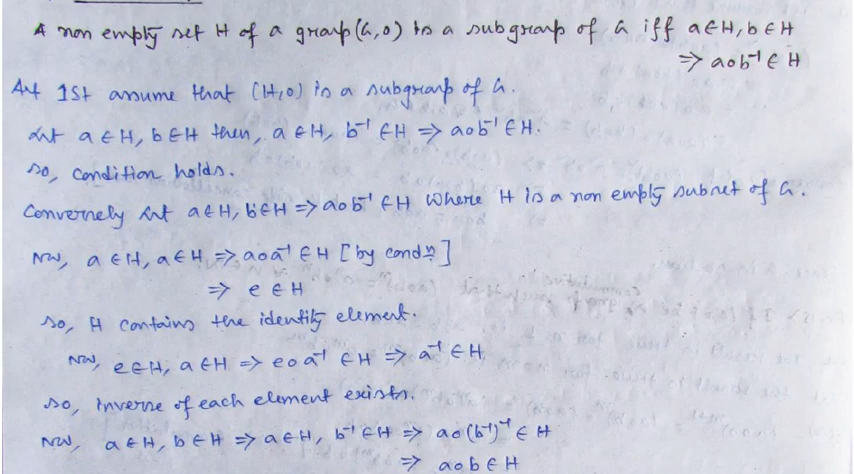 A non empty set H of a group (G,o) is a subgroup of G iff a∈H, b∈H
⇒ aob⁻¹ ∈ H
1st assume that (H,o) is a subgroup of G.
Let a ∈ H, b ∈ H then, a ∈ H, b⁻¹ ∈ H ⇒ aob⁻¹ ∈ H.
so, condition holds.
Conversely let a∈H, b∈H ⇒ aob⁻¹ ∈ H where H is a non empty subset of G.
Now, a ∈ H, a ∈ H ⇒ aoa⁻¹ ∈ H [by condn]
⇒ e ∈ H
so, H contains the identity element.
Now, e∈H, a ∈ H ⇒ eoa⁻¹ ∈ H ⇒ a⁻¹ ∈ H
so, inverse of each element exists.
Now, a∈H, b∈H ⇒ a∈H, b⁻¹∈H ⇒ ao(b⁻¹)⁻¹ ∈ H
⇒ aob ∈ H